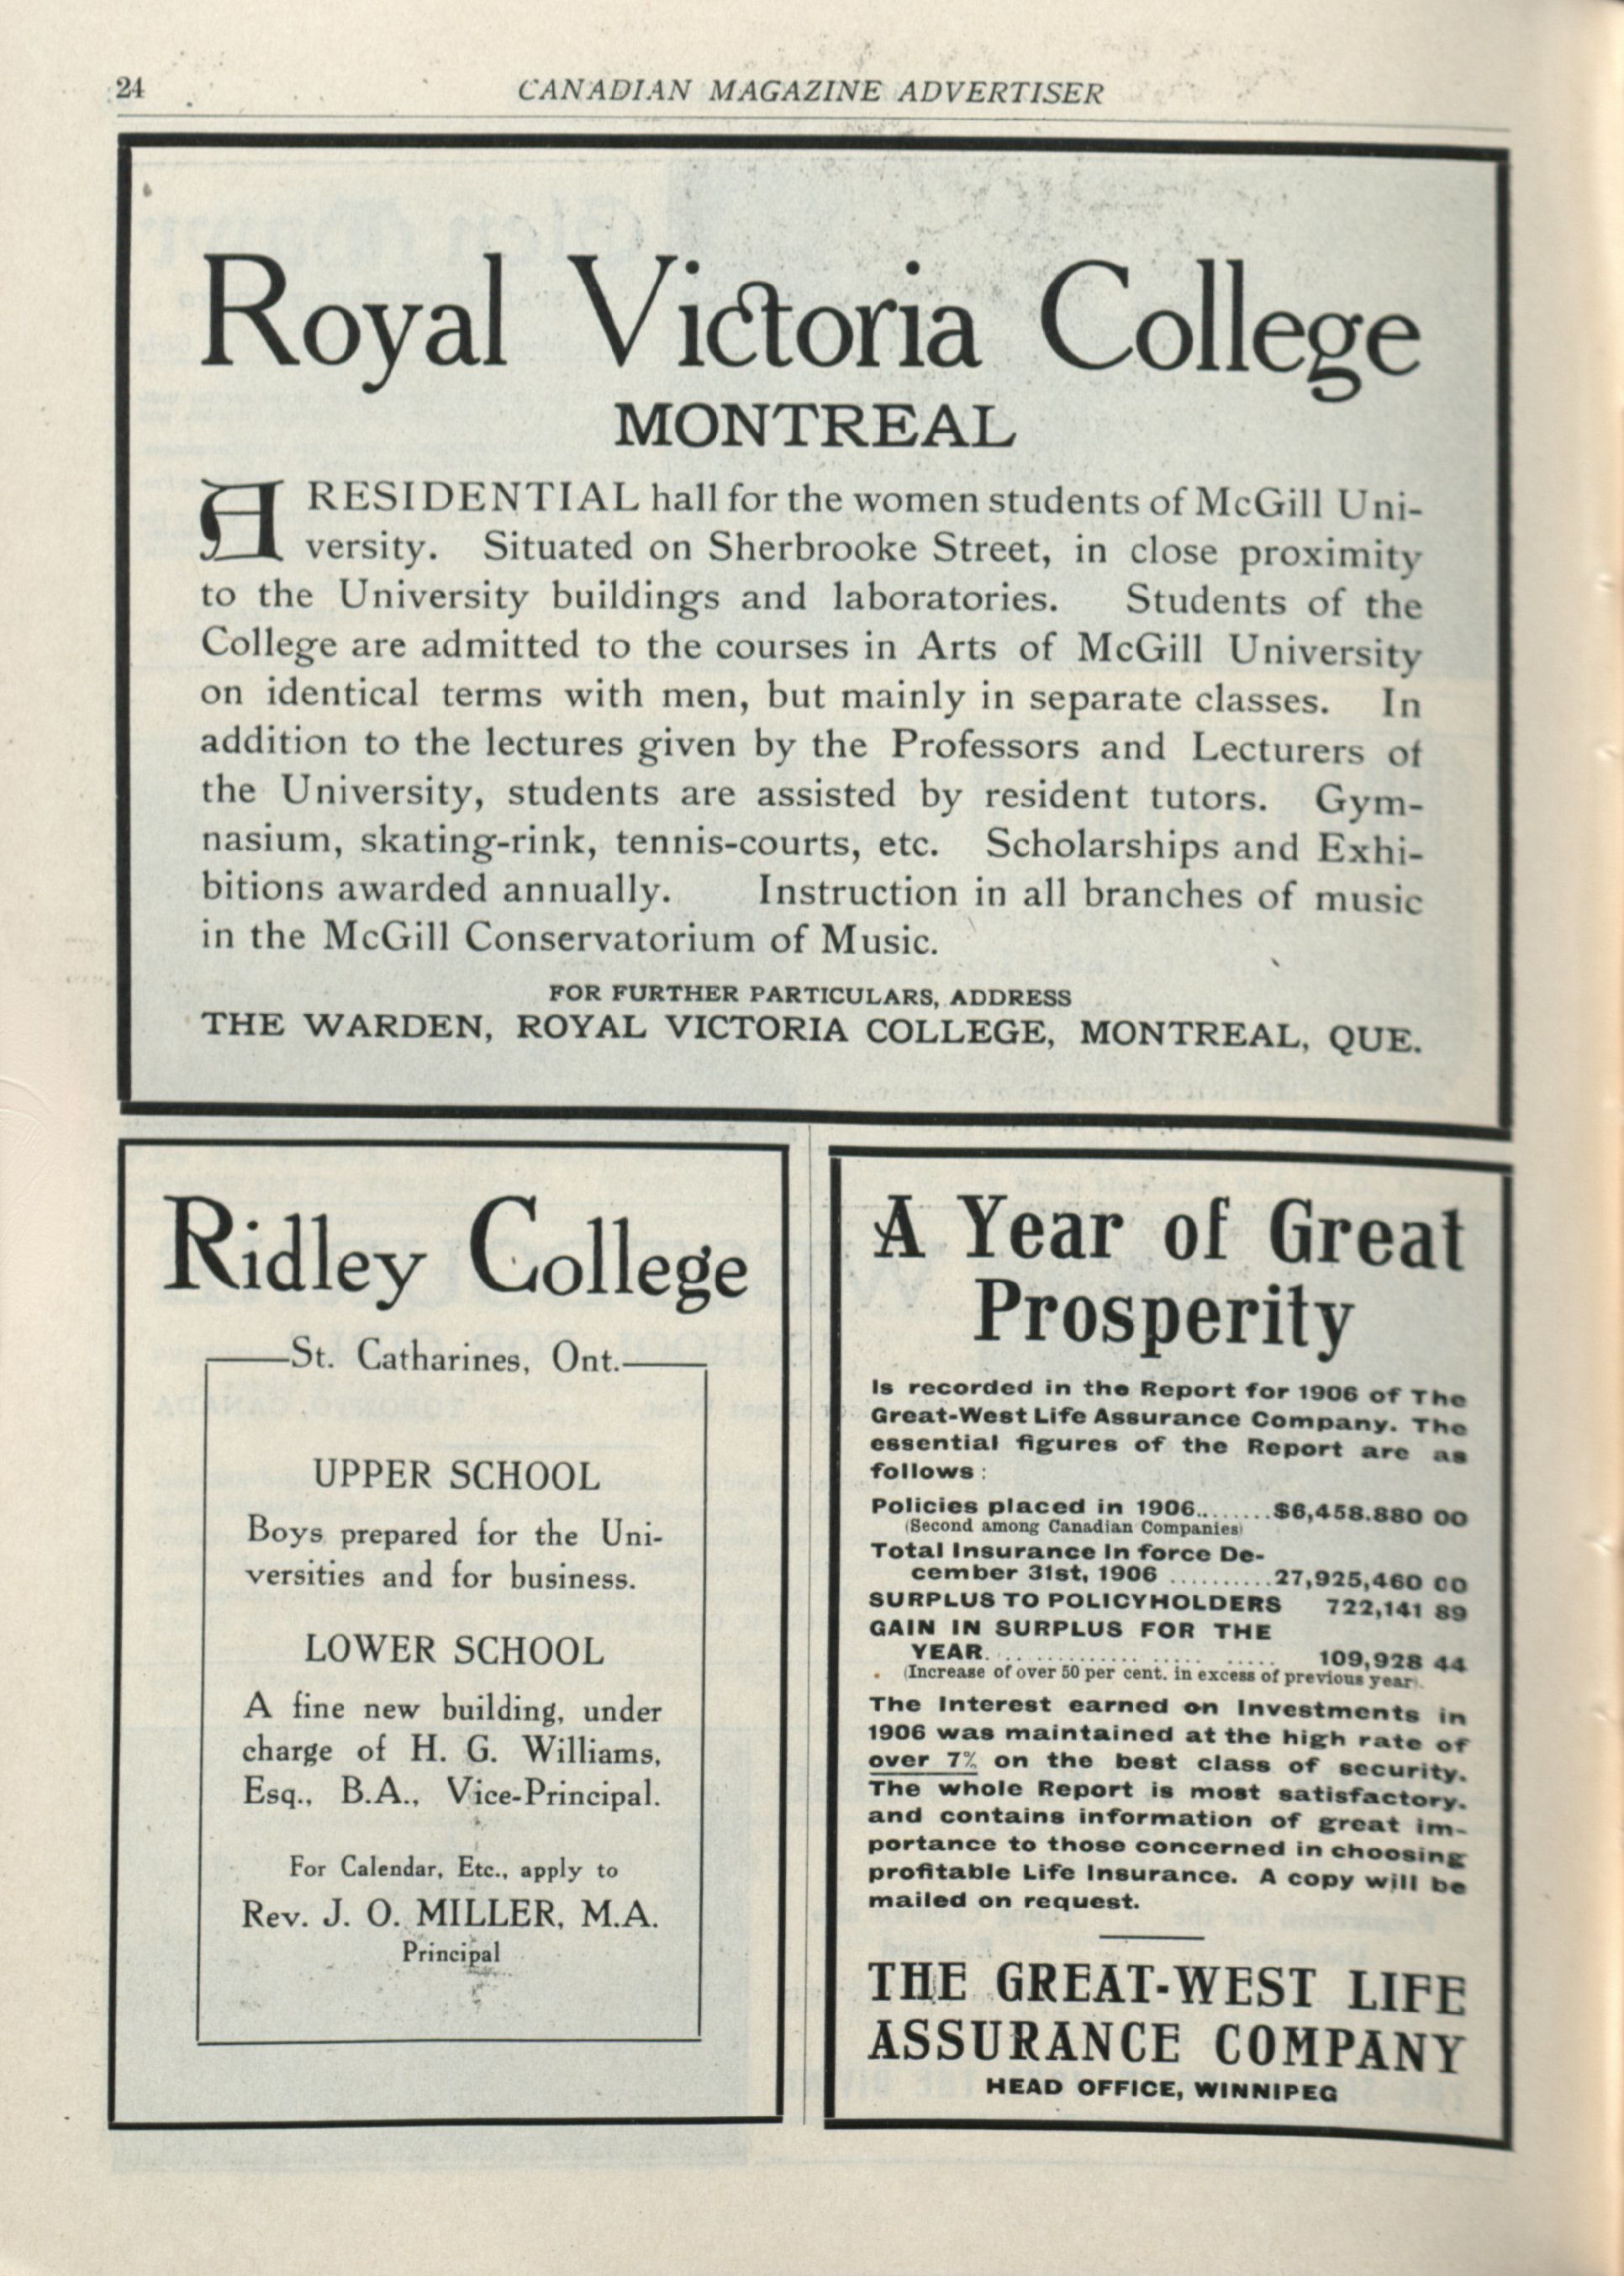 24
CANADIAN MAGAZINE ADVERTISER
Royal Victoria College
MONTREAL
A RESIDENTIAL hall for the women students of McGill Uni-
versity. Situated on Sherbrooke Street, in close proximity
to the University buildings and laboratories. Students of the
College are admitted to the courses in Arts of McGill University
on identical terms with men, but mainly in separate classes. In
addition to the lectures given by the Professors and Lecturers of
the University, students are assisted by resident tutors. Gym-
nasium, skating-rink, tennis-courts, etc. Scholarships and Exhi-
bitions awarded annually. Instruction in all branches of music
in the McGill Conservatorium of Music.
FOR FURTHER PARTICULARS, ADDRESS
THE WARDEN, ROYAL VICTORIA COLLEGE, MONTREAL, QUE.
Ridley College
St. Catharines, Ont.
UPPER SCHOOL
Boys prepared for the Uni-
versities and for business.
LOWER SCHOOL
A fine new building, under
charge of H. G. Williams,
Esq., B.A., Vice-Principal.
For Calendar, Etc., apply to
Rev. J. O. MILLER, M.A.
Principal
A Year of Great
Prosperity
Is recorded in the Report for 1906 of The
Great-West Life Assurance Company. The
essential figures of the Report are as
follows:
Policies placed in 1906........$6,458.880 00
(Second among Canadian Companies)
Total Insurance In force De-
cember 31st, 1906 ..........27,925,460 00
SURPLUS TO POLICYHOLDERS 722,141 89
GAIN IN SURPLUS FOR THE
YEAR........................ 109,928 44
(Increase of over 50 per cent. in excess of previous year).
The Interest earned on Investments in
1906 was maintained at the high rate of
over 7% on the best class of security.
The whole Report is most satisfactory.
and contains information of great im-
portance to those concerned in choosing
profitable Life Insurance. A copy will be
mailed on request.
THE GREAT-WEST LIFE
ASSURANCE COMPANY
HEAD OFFICE, WINNIPEG